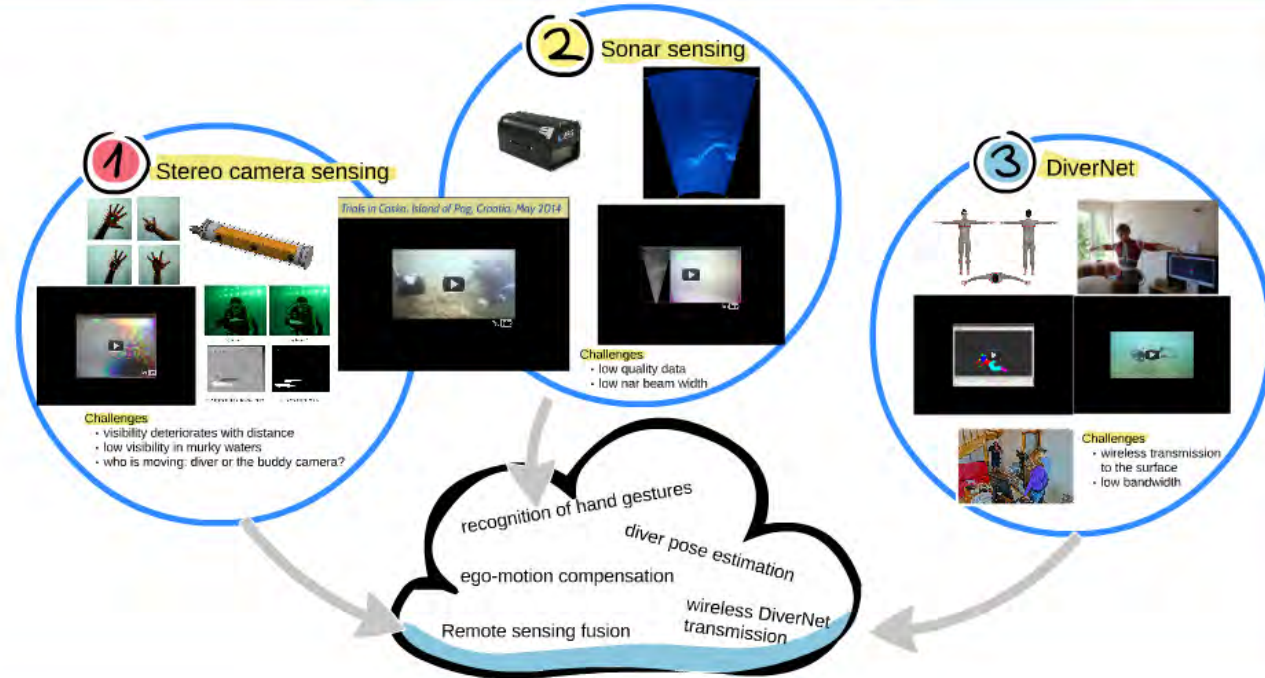 1
Stereo camera sensing
Challenges
• visibility deteriorates with distance
• low visibility in murky waters
• who is moving: diver or the buddy camera?
2
Sonar sensing
Trials in Caska, Island of Pag, Croatia, May 2014
Challenges
• low quality data
• low nar beam width
3
DiverNet
Challenges
• wireless transmission
to the surface
• low bandwidth
recognition of hand gestures
diver pose estimation
ego-motion compensation
wireless DiverNet
transmission
Remote sensing fusion